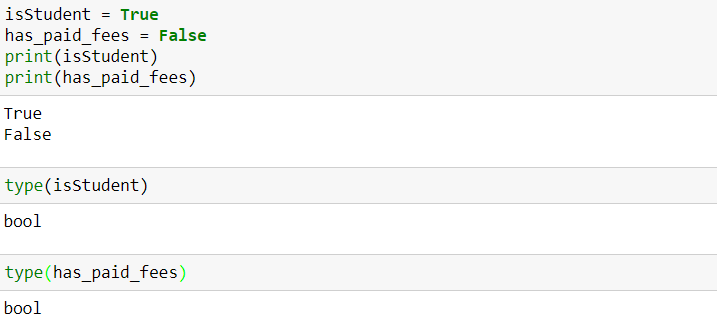 isStudent = True
has_paid_fees = False
print(isStudent)
print(has_paid_fees)
True
False
type(isStudent)
bool
type(has_paid_fees)
bool